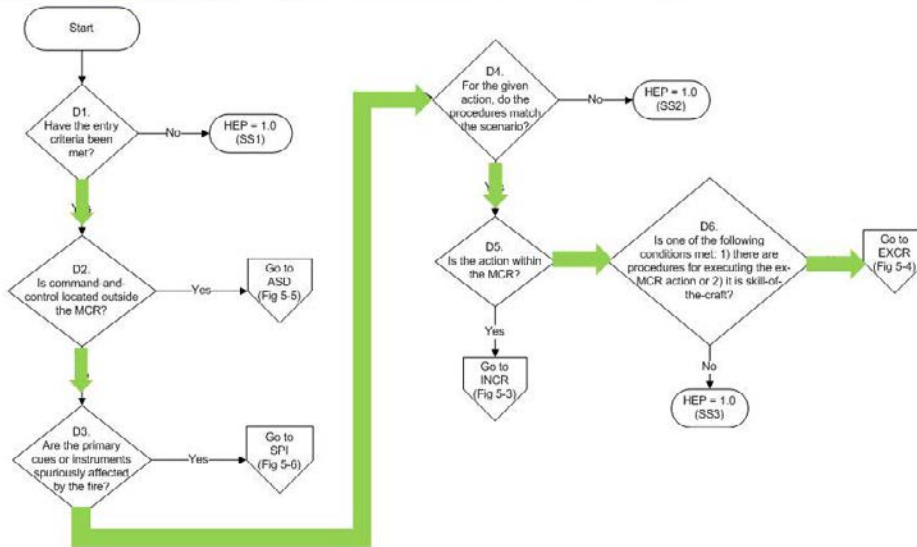 Start
D1.
Have the entry
criteria been
met?
No
HEP = 1.0
(SS1)
D2.
Is command-and-
control located outside
the MCR?
Yes
Go to
ASD
(Fig 5-5)
D3.
Are the primary
cues or instruments
spuriously affected
by the fire?
Yes
Go to
SPI
(Fig 5-6)
D4.
For the given
action, do the
procedures match
the scenario?
No
HEP = 1.0
(SS2)
D5.
Is the action within
the MCR?
Yes
Go to
INCR
(Fig 5-3)
D6.
Is one of the following
conditions met: 1) there are
procedures for executing the ex-
MCR action or 2) it is skill-of-
the-craft?
No
HEP = 1.0
(SS3)
Go to
EXCR
(Fig 5-4)